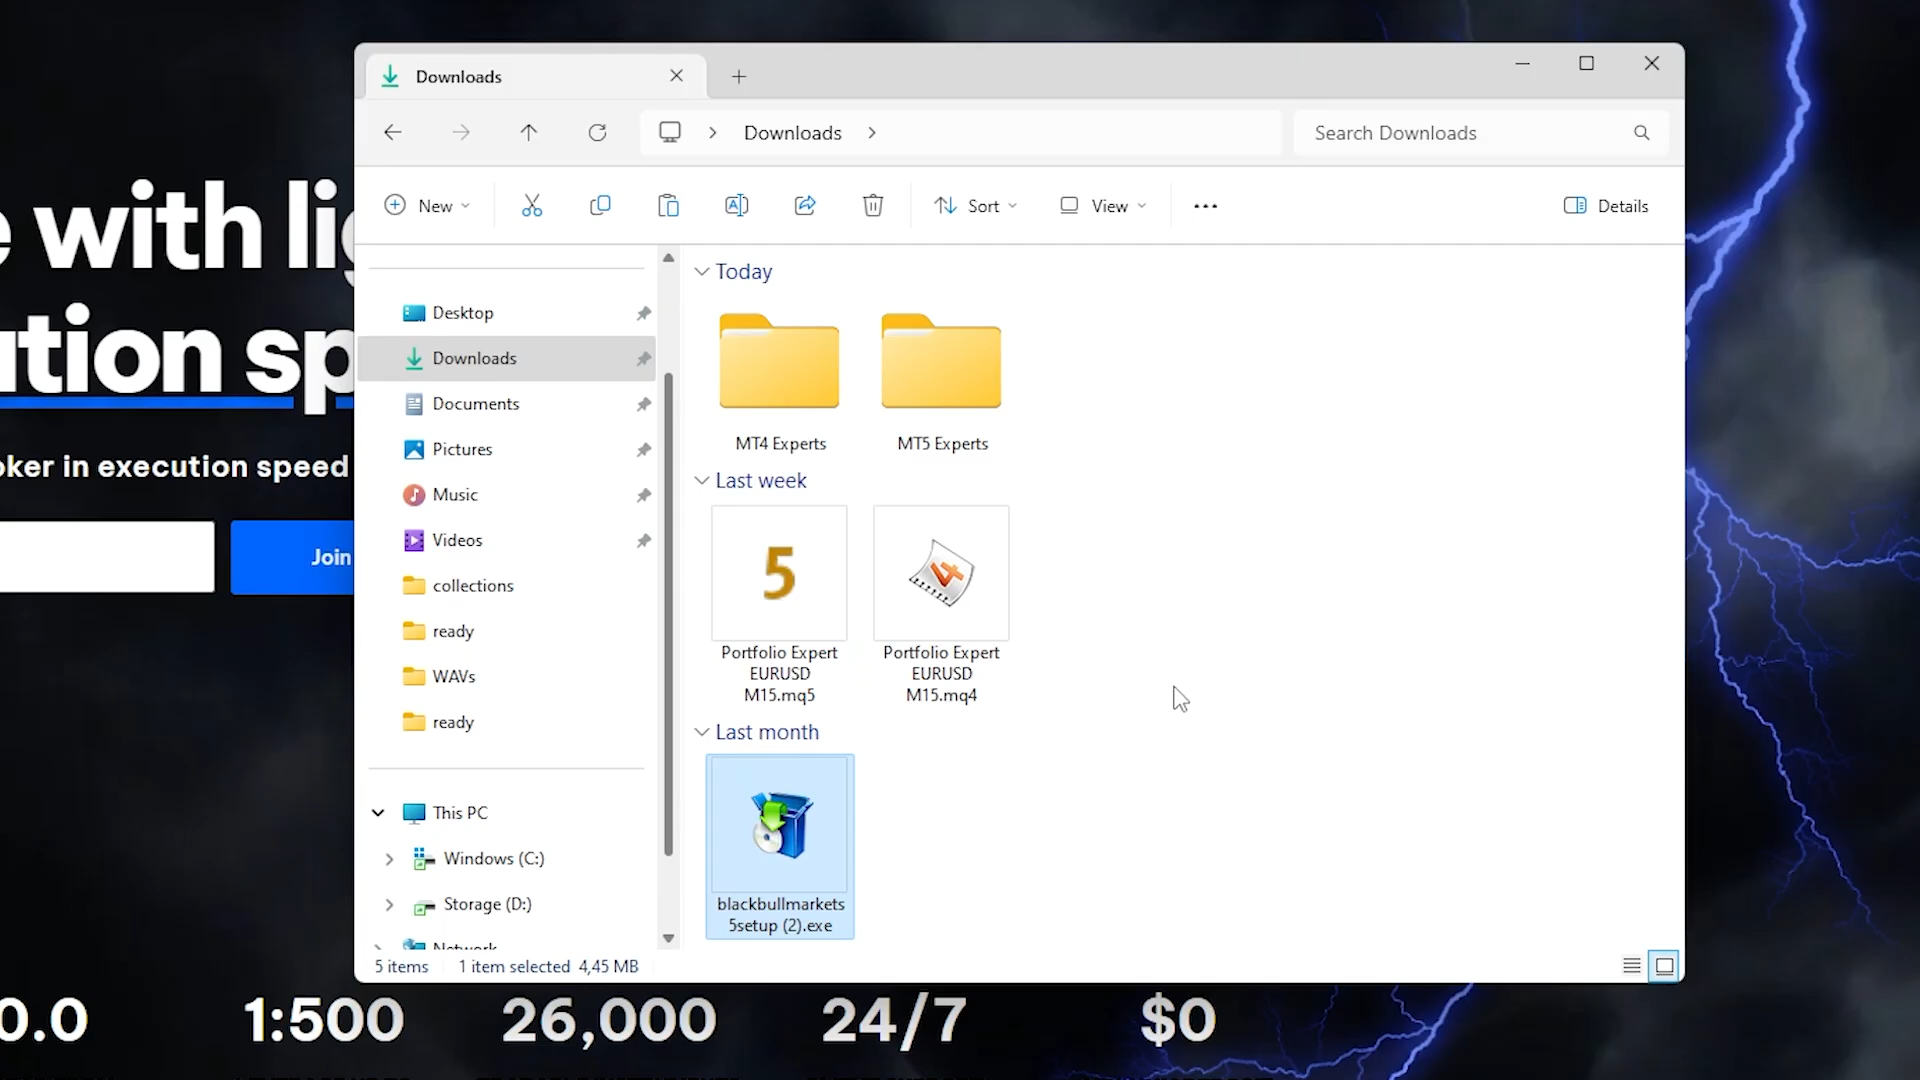 Downloads
Downloads
Search Downloads
New
Sort
View
Details
Desktop
Downloads
Documents
Pictures
Music
Videos
collections
ready
WAVs
ready
This PC
Windows (C:)
Storage (D:)
Network
Today
MT4 Experts
MT5 Experts
Last week
5
Portfolio Expert
EURUSD
M15.mq5
4
Portfolio Expert
EURUSD
M15.mq4
Last month
blackbullmarkets
5setup (2).exe
5 items
1 item selected 4,45 MB
with
oker in execution speed
Join
0.0
1:500
26,000
24/7
$0